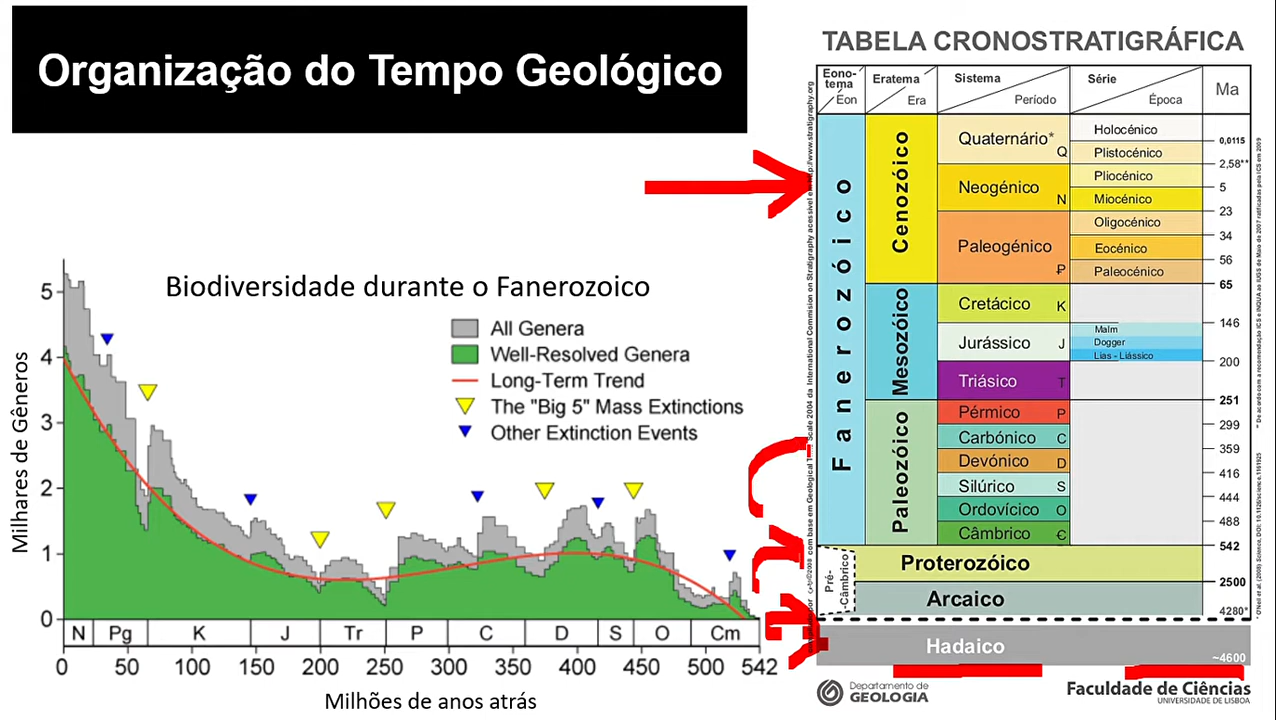 Organização do Tempo Geológico
Biodiversidade durante o Fanerozoico
All Genera
Well-Resolved Genera
Long-Term Trend
The "Big 5" Mass Extinctions
Other Extinction Events
Milhares de Gêneros
5
4
3
2
1
0
N Pg K J Tr P C D S O Cm
0 50 100 150 200 250 300 350 400 450 500 542
Milhões de anos atrás
TABELA CRONOSTRATIGRÁFICA
Eono-
tema
Éon
Eratema
Era
Sistema
Período
Série
Época
Ma
Fanerozóico
Cenozóico
Quaternário* Q
Holocénico
0,0115
Plistocénico
2,58**
Neogénico N
Pliocénico
5
Miocénico
23
Paleogénico P
Oligocénico
34
Eocénico
56
Paleocénico
65
Mesozóico
Cretácico K
146
Jurássico J
Malm
Dogger
Lias - Liássico
200
Triásico T
251
Paleozóico
Pérmico P
299
Carbónico C
359
Devónico D
416
Silúrico S
444
Ordovícico O
488
Câmbrico Є
542
Pré-
-Câmbrico
Proterozóico
2500
Arcaico
4280*
Hadaico
~4600
Departamento de
GEOLOGIA
Faculdade de Ciências
UNIVERSIDADE DE LISBOA